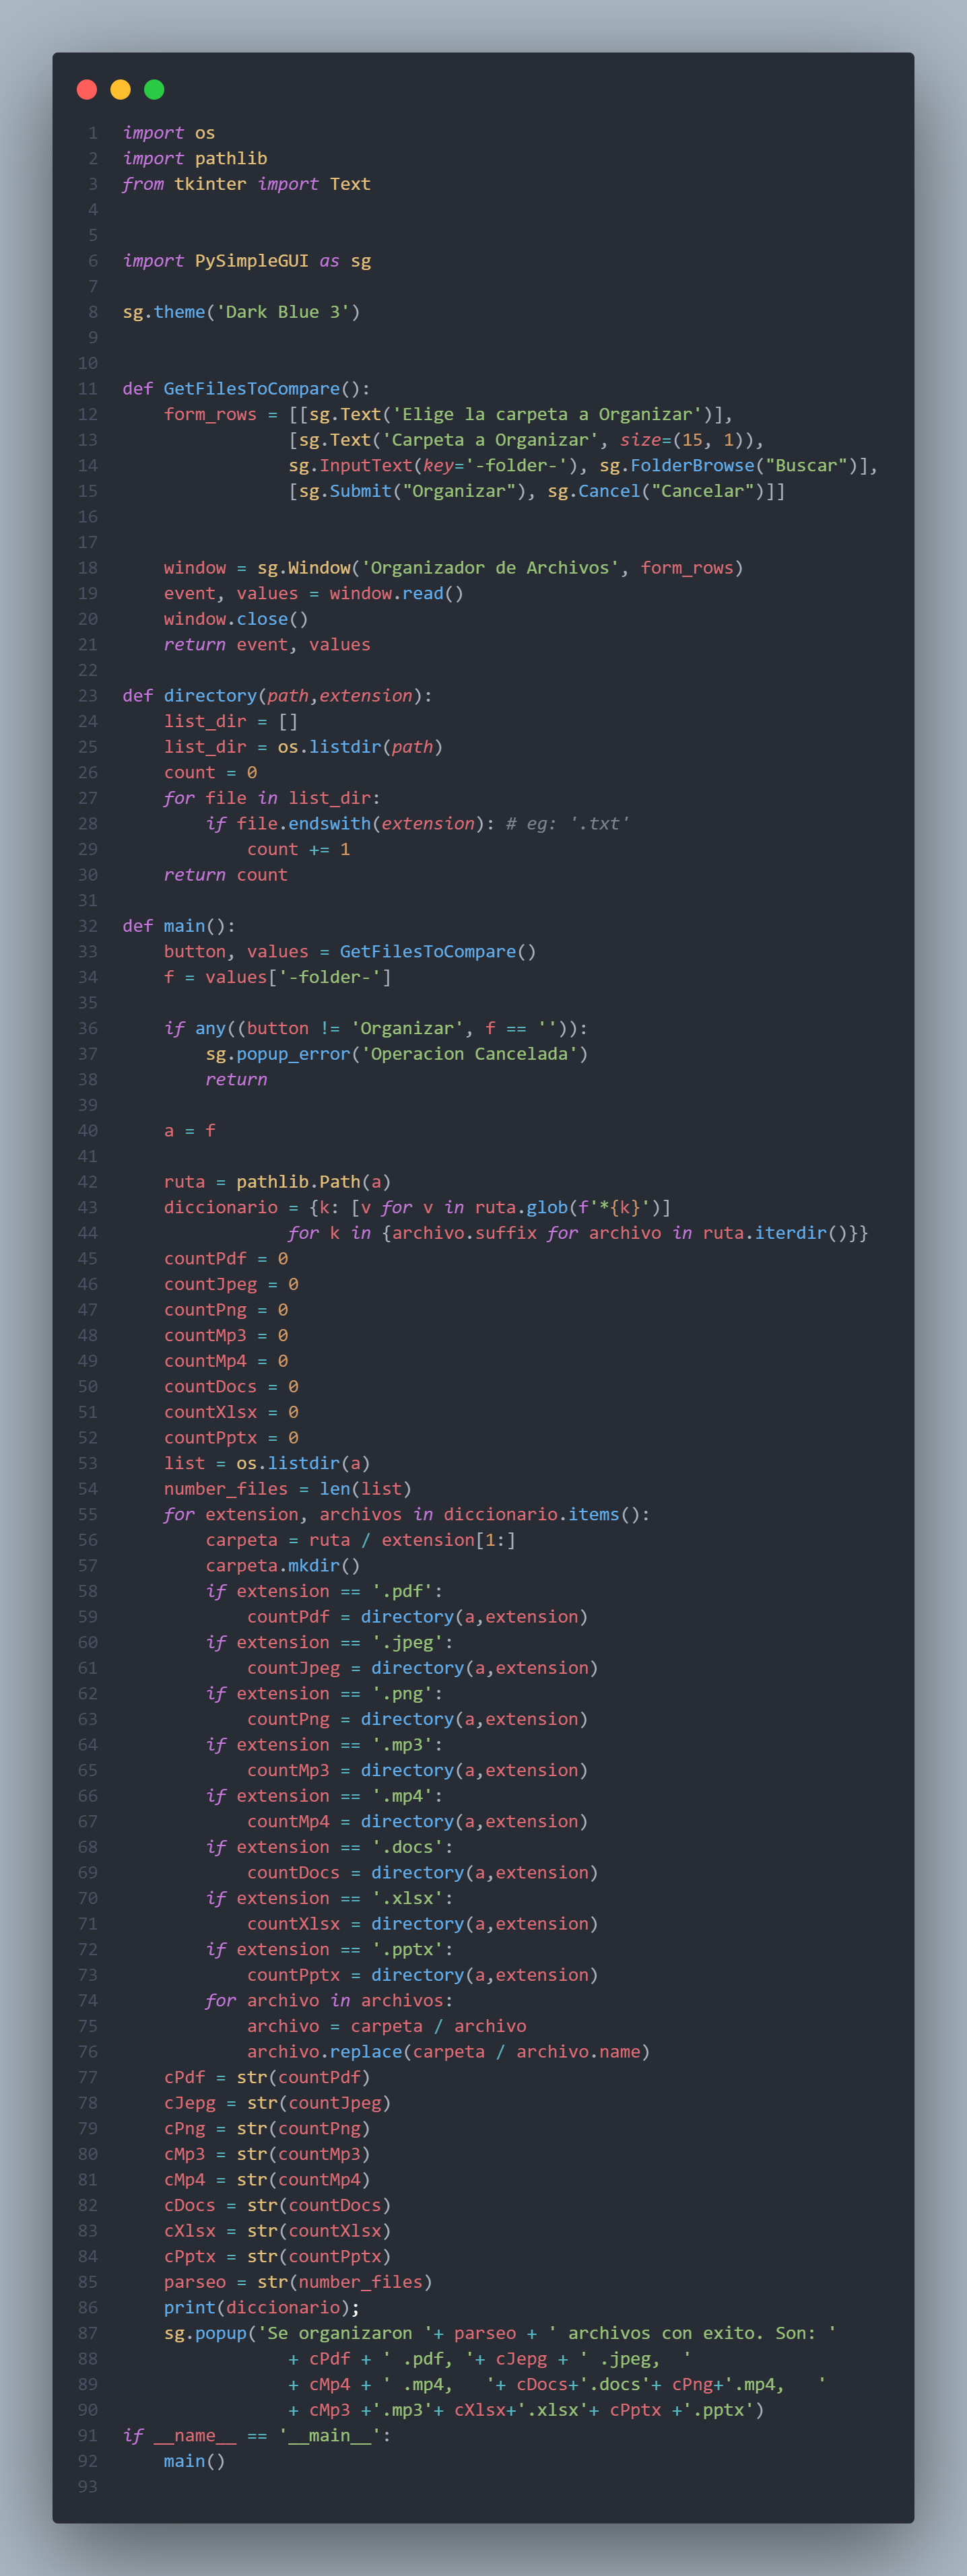 1 import os
2 import pathlib
3 from tkinter import Text
4
5
6 import PySimpleGUI as sg
7
8 sg.theme('Dark Blue 3')
9
10
11 def GetFilesToCompare():
12     form_rows = [[sg.Text('Elige la carpeta a Organizar')],
13                 [sg.Text('Carpeta a Organizar', size=(15, 1)),
14                 sg.InputText(key='-folder-'), sg.FolderBrowse("Buscar")],
15                 [sg.Submit("Organizar"), sg.Cancel("Cancelar")]]
16
17
18     window = sg.Window('Organizador de Archivos', form_rows)
19     event, values = window.read()
20     window.close()
21     return event, values
22
23 def directory(path,extension):
24     list_dir = []
25     list_dir = os.listdir(path)
26     count = 0
27     for file in list_dir:
28         if file.endswith(extension): # eg: '.txt'
29             count += 1
30     return count
31
32 def main():
33     button, values = GetFilesToCompare()
34     f = values['-folder-']
35
36     if any((button != 'Organizar', f == '')):
37         sg.popup_error('Operacion Cancelada')
38         return
39
40     a = f
41
42     ruta = pathlib.Path(a)
43     diccionario = {k: [v for v in ruta.glob(f'*{k}')]
44                 for k in {archivo.suffix for archivo in ruta.iterdir()}}
45     countPdf = 0
46     countJpeg = 0
47     countPng = 0
48     countMp3 = 0
49     countMp4 = 0
50     countDocs = 0
51     countXlsx = 0
52     countPptx = 0
53     list = os.listdir(a)
54     number_files = len(list)
55     for extension, archivos in diccionario.items():
56         carpeta = ruta / extension[1:]
57         carpeta.mkdir()
58         if extension == '.pdf':
59             countPdf = directory(a,extension)
60         if extension == '.jpeg':
61             countJpeg = directory(a,extension)
62         if extension == '.png':
63             countPng = directory(a,extension)
64         if extension == '.mp3':
65             countMp3 = directory(a,extension)
66         if extension == '.mp4':
67             countMp4 = directory(a,extension)
68         if extension == '.docs':
69             countDocs = directory(a,extension)
70         if extension == '.xlsx':
71             countXlsx = directory(a,extension)
72         if extension == '.pptx':
73             countPptx = directory(a,extension)
74         for archivo in archivos:
75             archivo = carpeta / archivo
76             archivo.replace(carpeta / archivo.name)
77     cPdf = str(countPdf)
78     cJepg = str(countJpeg)
79     cPng = str(countPng)
80     cMp3 = str(countMp3)
81     cMp4 = str(countMp4)
82     cDocs = str(countDocs)
83     cXlsx = str(countXlsx)
84     cPptx = str(countPptx)
85     parseo = str(number_files)
86     print(diccionario);
87     sg.popup('Se organizaron '+ parseo + ' archivos con exito. Son: '
88                 + cPdf + ' .pdf, '+ cJepg + ' .jpeg,  '
89                 + cMp4 + ' .mp4,   '+ cDocs+'.docs'+ cPng+'.mp4,   '
90                 + cMp3 +'.mp3'+ cXlsx+'.xlsx'+ cPptx +'.pptx')
91 if __name__ == '__main__':
92     main()
93